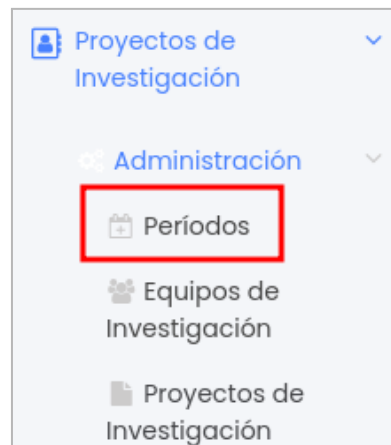 Proyectos de
Investigación
Administración
Períodos
Equipos de
Investigación
Proyectos de
Investigación